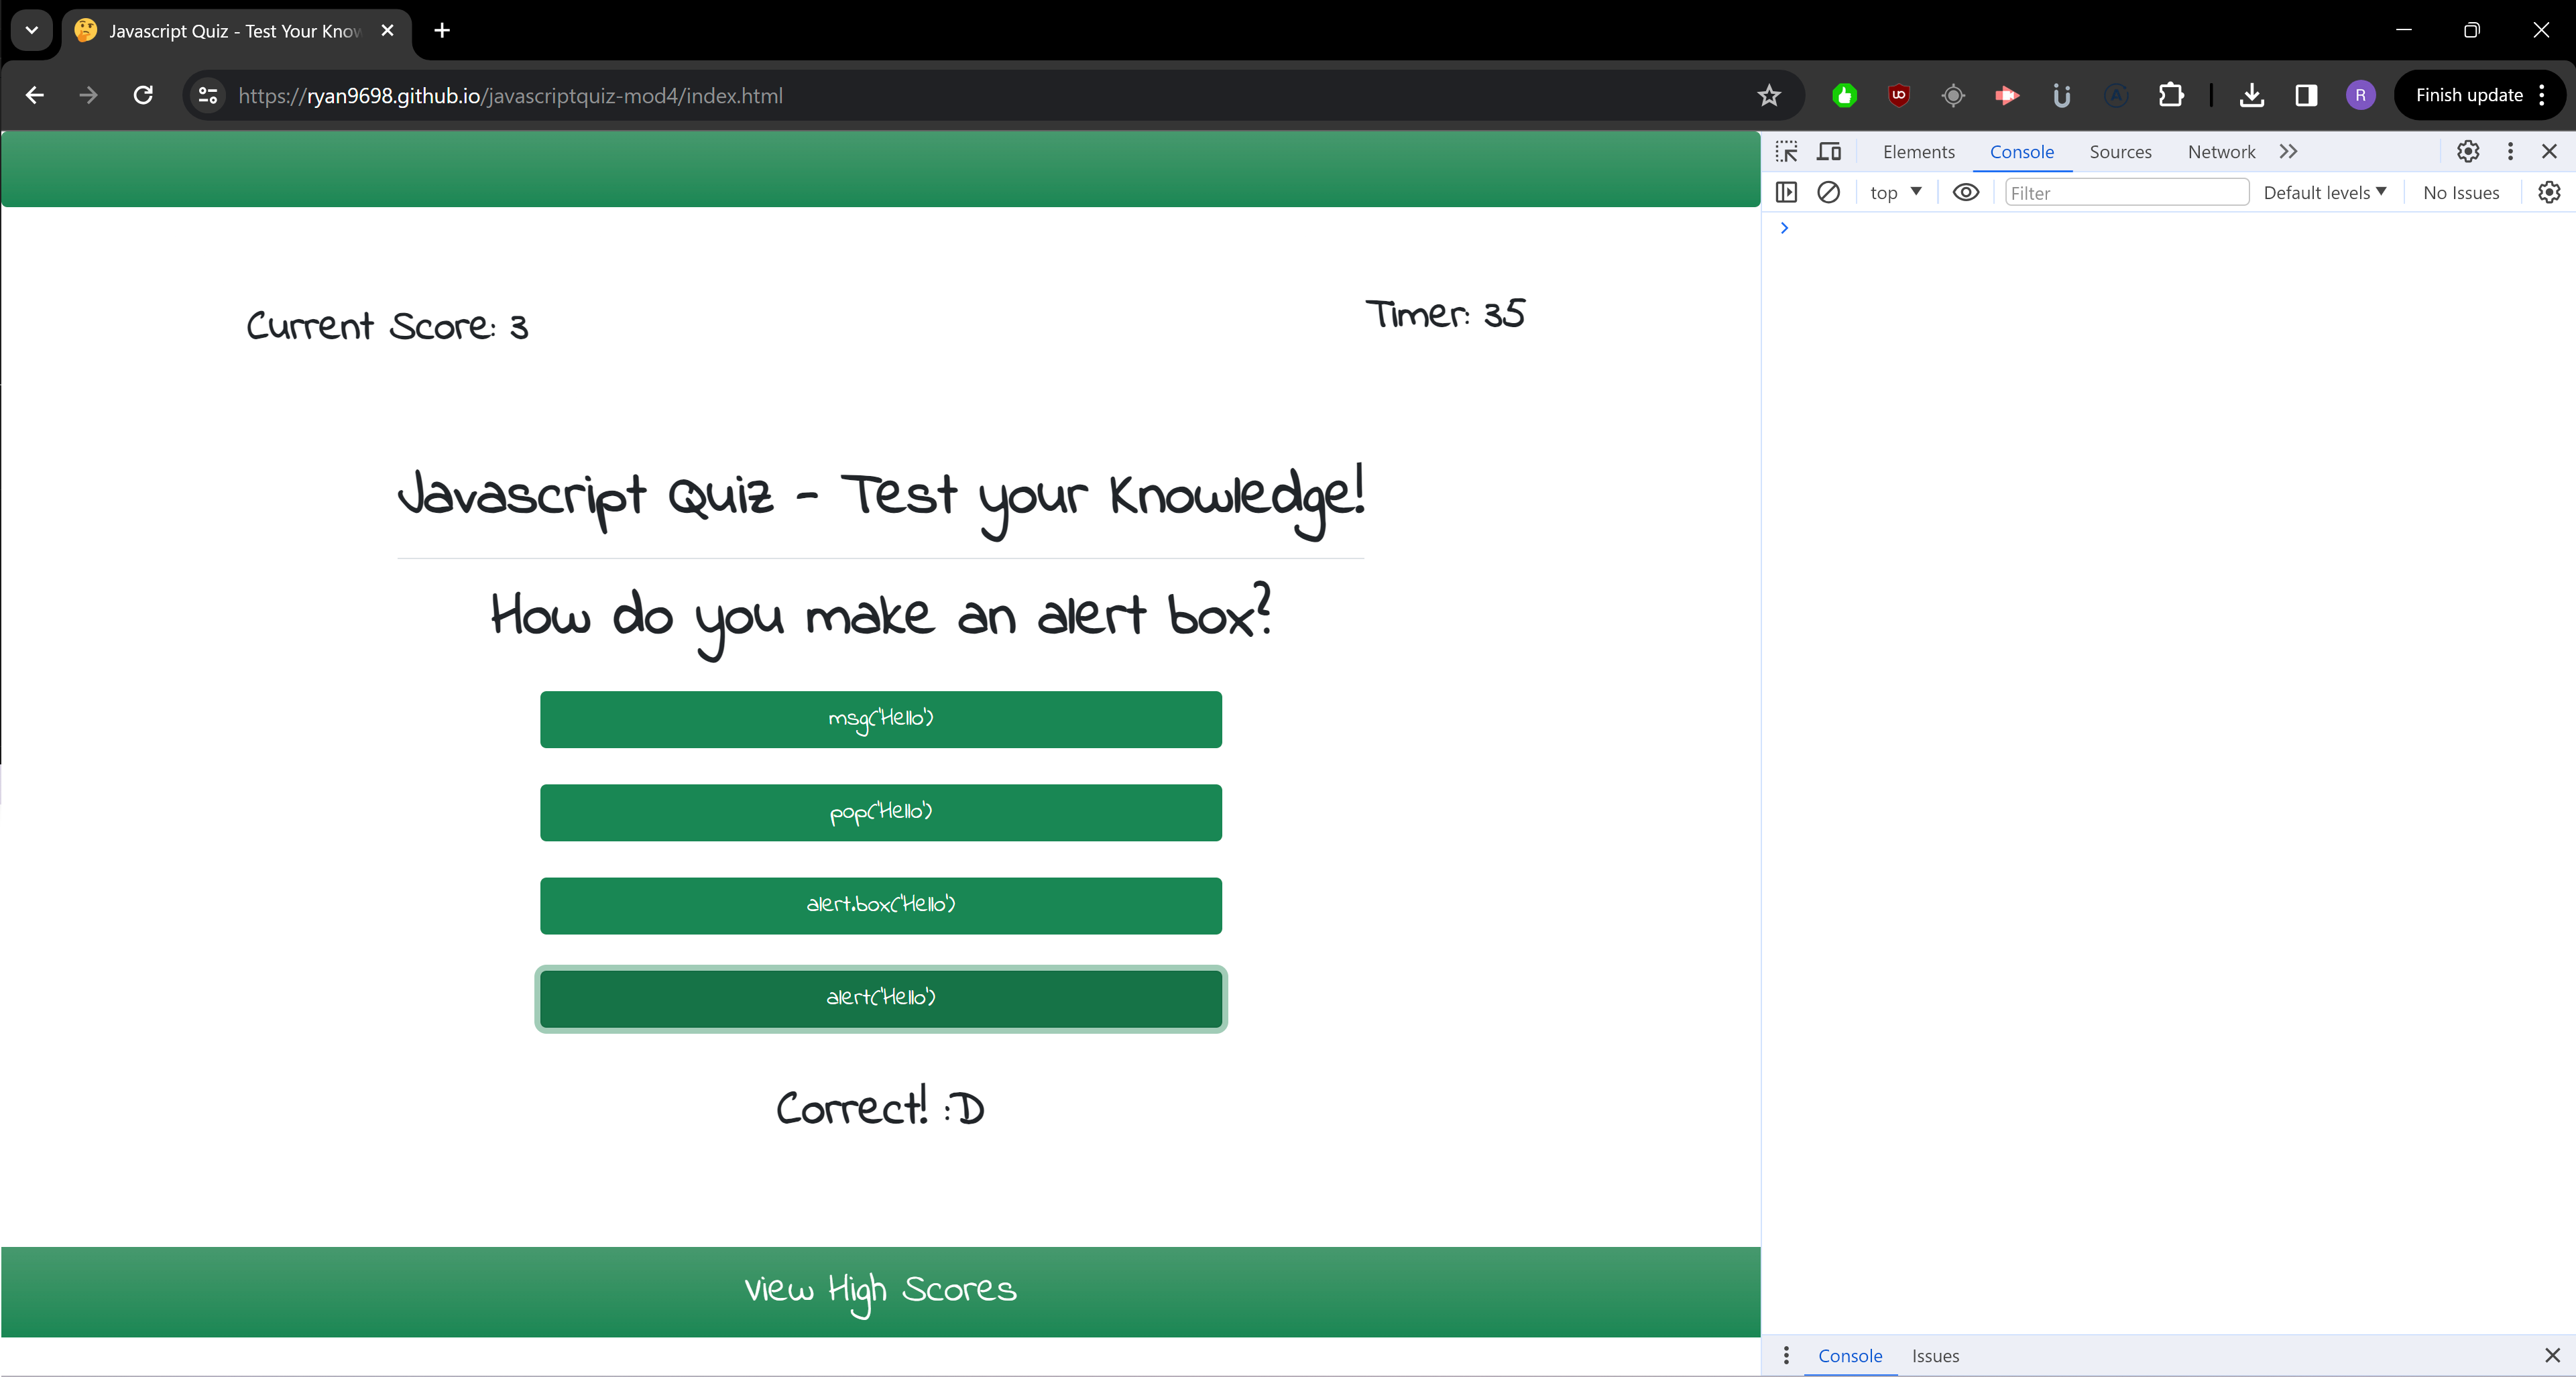 Javascript Quiz - Test Your Know
https://ryan9698.github.io/javascriptquiz-mod4/index.html
R
Finish update
Elements Console Sources Network
top Filter Default levels No Issues
Current Score: 3
Timer: 35
Javascript Quiz - Test your Knowledge!
How do you make an alert box?
msg('Hello')
pop('Hello')
alert.box('Hello')
alert('Hello')
Correct! :D
View High Scores
Console Issues